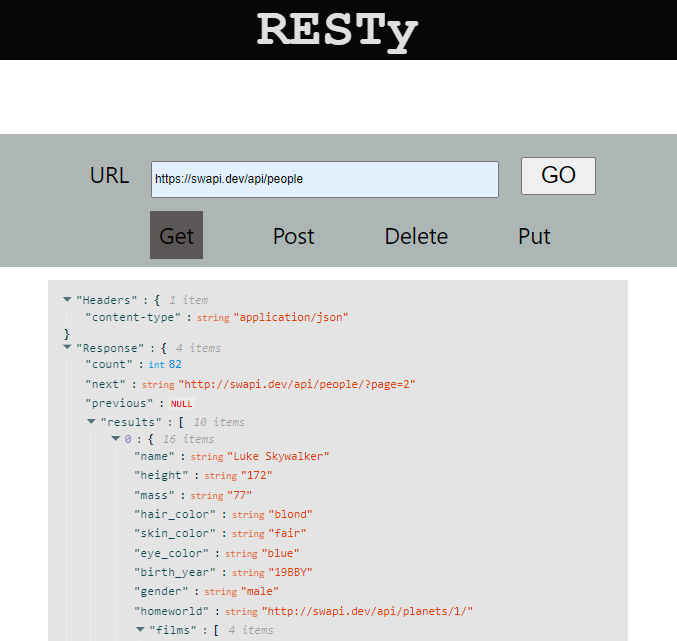 RESTy
URL https://swapi.dev/api/people GO
Get Post Delete Put
"Headers" : { 1 item
"content-type" : string "application/json"
}
"Response" : { 4 items
"count" : int 82
"next" : string "http://swapi.dev/api/people/?page=2"
"previous" : NULL
"results" : [ 10 items
0 : { 16 items
"name" : string "Luke Skywalker"
"height" : string "172"
"mass" : string "77"
"hair_color" : string "blond"
"skin_color" : string "fair"
"eye_color" : string "blue"
"birth_year" : string "19BBY"
"gender" : string "male"
"homeworld" : string "http://swapi.dev/api/planets/1/"
"films" : [ 4 items